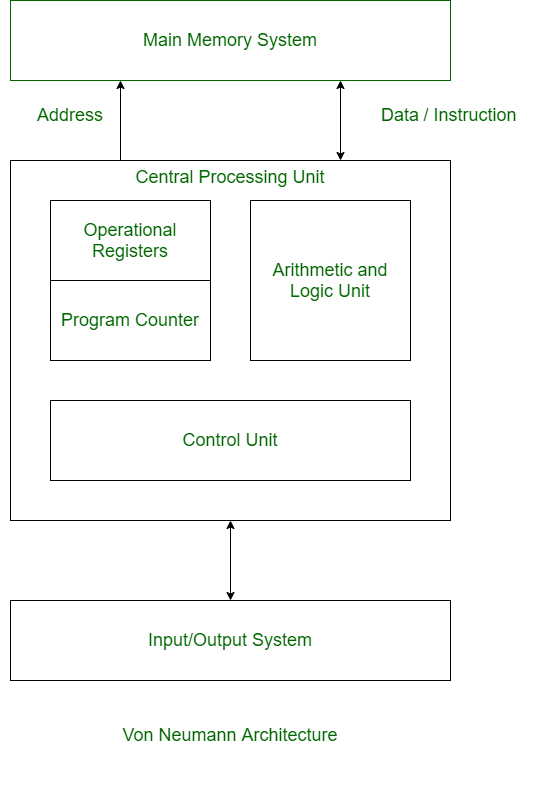 Main Memory System
Address
Data / Instruction
Central Processing Unit
Operational
Registers
Arithmetic and
Logic Unit
Program Counter
Control Unit
Input/Output System
Von Neumann Architecture